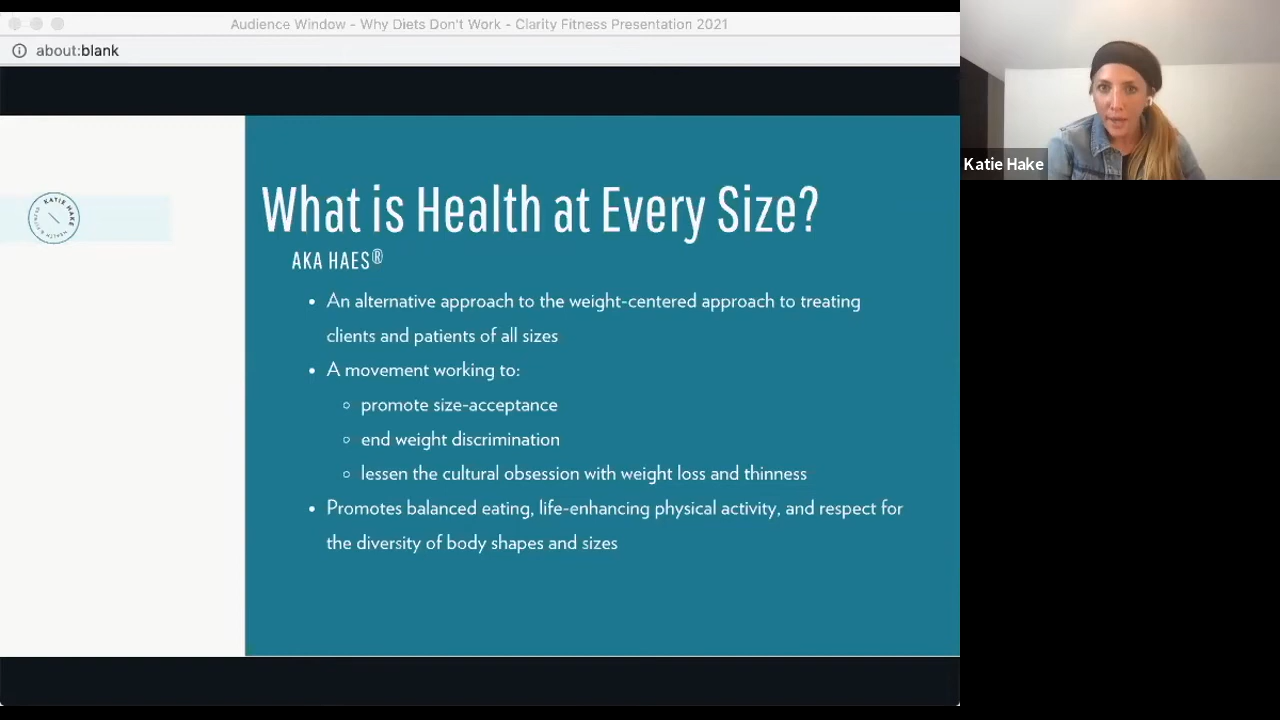 Audience Window - Why Diets Don't Work - Clarity Fitness Presentation 2021
about:blank
Katie Hake
KATIE HAKE
What is Health at Every Size?
AKA HAES®
• An alternative approach to the weight-centered approach to treating
clients and patients of all sizes
• A movement working to:
◦ promote size-acceptance
◦ end weight discrimination
◦ lessen the cultural obsession with weight loss and thinness
• Promotes balanced eating, life-enhancing physical activity, and respect for
the diversity of body shapes and sizes